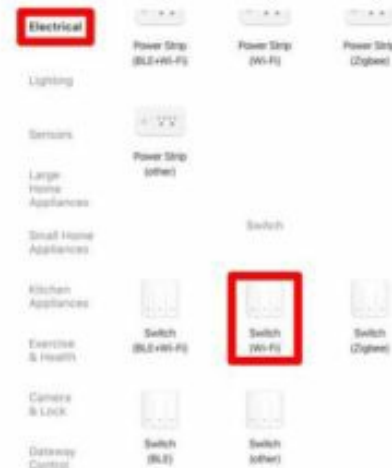 Electrical
Lighting
Sensors
Large
Home
Appliances
Small Home
Appliances
Kitchen
Appliances
Exercise
& Health
Camera
& Lock
Gateway
Control
Power Strip
(BLE+Wi-Fi)
Power Strip
(Wi-Fi)
Power Strip
(Zigbee)
Power Strip
(other)
Switch
Switch
(BLE+Wi-Fi)
Switch
(Wi-Fi)
Switch
(Zigbee)
Switch
(BLE)
Switch
(other)